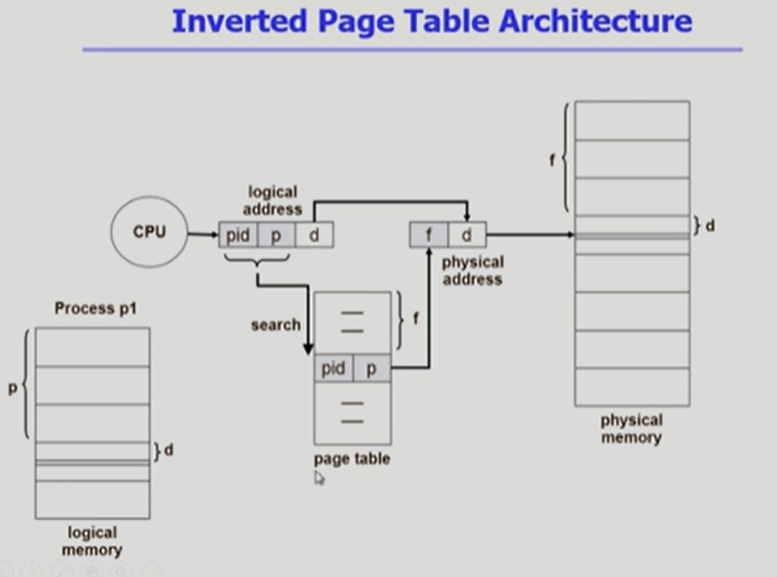 Inverted Page Table Architecture
logical
address
CPU
pid p d
f d
physical
address
f
} d
Process p1
search
f
p
pid p
} d
page table
physical
memory
logical
memory